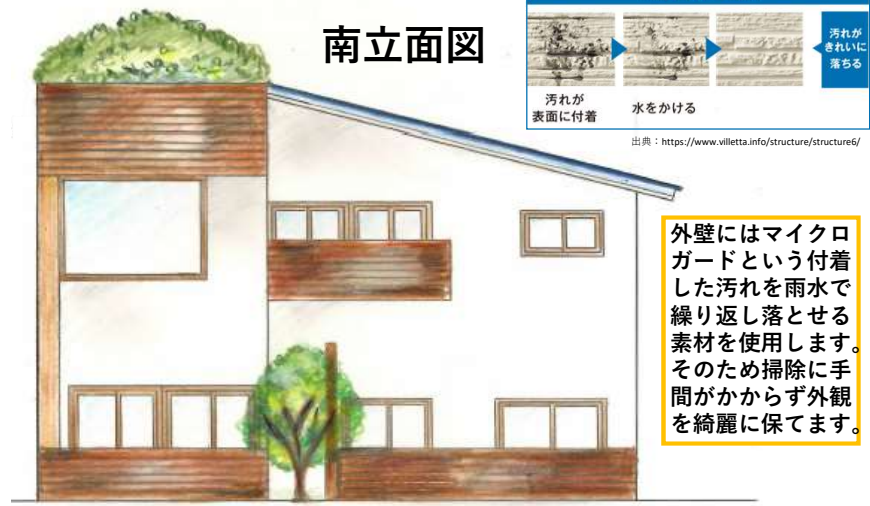 南立面図
汚れが
表面に付着
水をかける
汚れが
きれいに
落ちる
出典：https://www.villetta.info/structure/structure6/
外壁にはマイクロ
ガードという付着
した汚れを雨水で
繰り返し落とせる
素材を使用します。
そのため掃除に手
間がかからず外観
を綺麗に保てます。